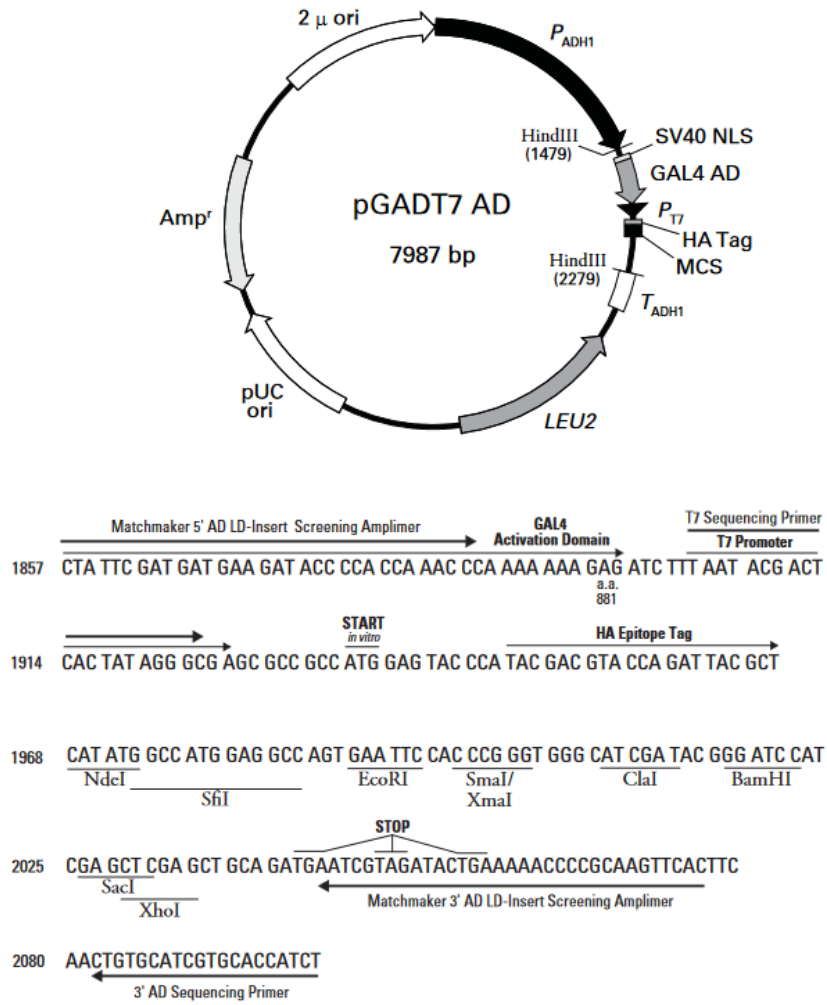 2 μ ori
PADH1
HindIII
(1479)
SV40 NLS
GAL4 AD
PT7
HA Tag
MCS
HindIII
(2279)
TADH1
LEU2
pUC
ori
Ampr
pGADT7 AD
7987 bp
Matchmaker 5' AD LD-Insert Screening Amplimer
GAL4
Activation Domain
T7 Sequencing Primer
T7 Promoter
1857 CTA TTC GAT GAT GAA GAT ACC CCA CCA AAC CCA AAA AAA GAG ATC TTT AAT ACG ACT
a.a.
881
START
in vitro
HA Epitope Tag
1914 CAC TAT AGG GCG AGC GCC GCC ATG GAG TAC CCA TAC GAC GTA CCA GAT TAC GCT
1968 CAT ATG GCC ATG GAG GCC AGT GAA TTC CAC CCG GGT GGG CAT CGA TAC GGG ATC CAT
NdeI
SfiI
EcoRI
SmaI/
XmaI
ClaI
BamHI
STOP
2025 CGA GCT CGA GCT GCA GATGAATCGTAGATACTGAAAAACCCCGCAAGTTCACTTC
SacI
XhoI
Matchmaker 3' AD LD-Insert Screening Amplimer
2080 AACTGTGCATCGTGCACCATCT
3' AD Sequencing Primer